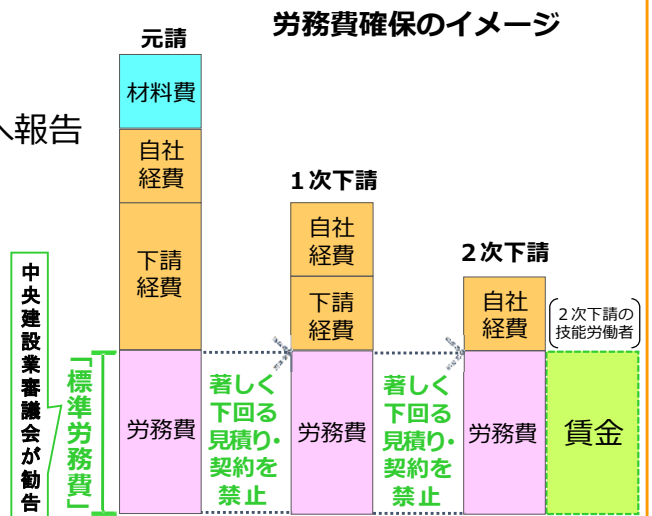 労務費確保のイメージ
へ報告
元請
材料費
自社
経費
下請
経費
労務費
１次下請
自社
経費
下請
経費
労務費
２次下請
自社
経費
労務費
２次下請の
技能労働者
賃金
中央建設業審議会が勧告
「標準労務費」
著しく
下回る
見積り・
契約を
禁止
著しく
下回る
見積り・
契約を
禁止